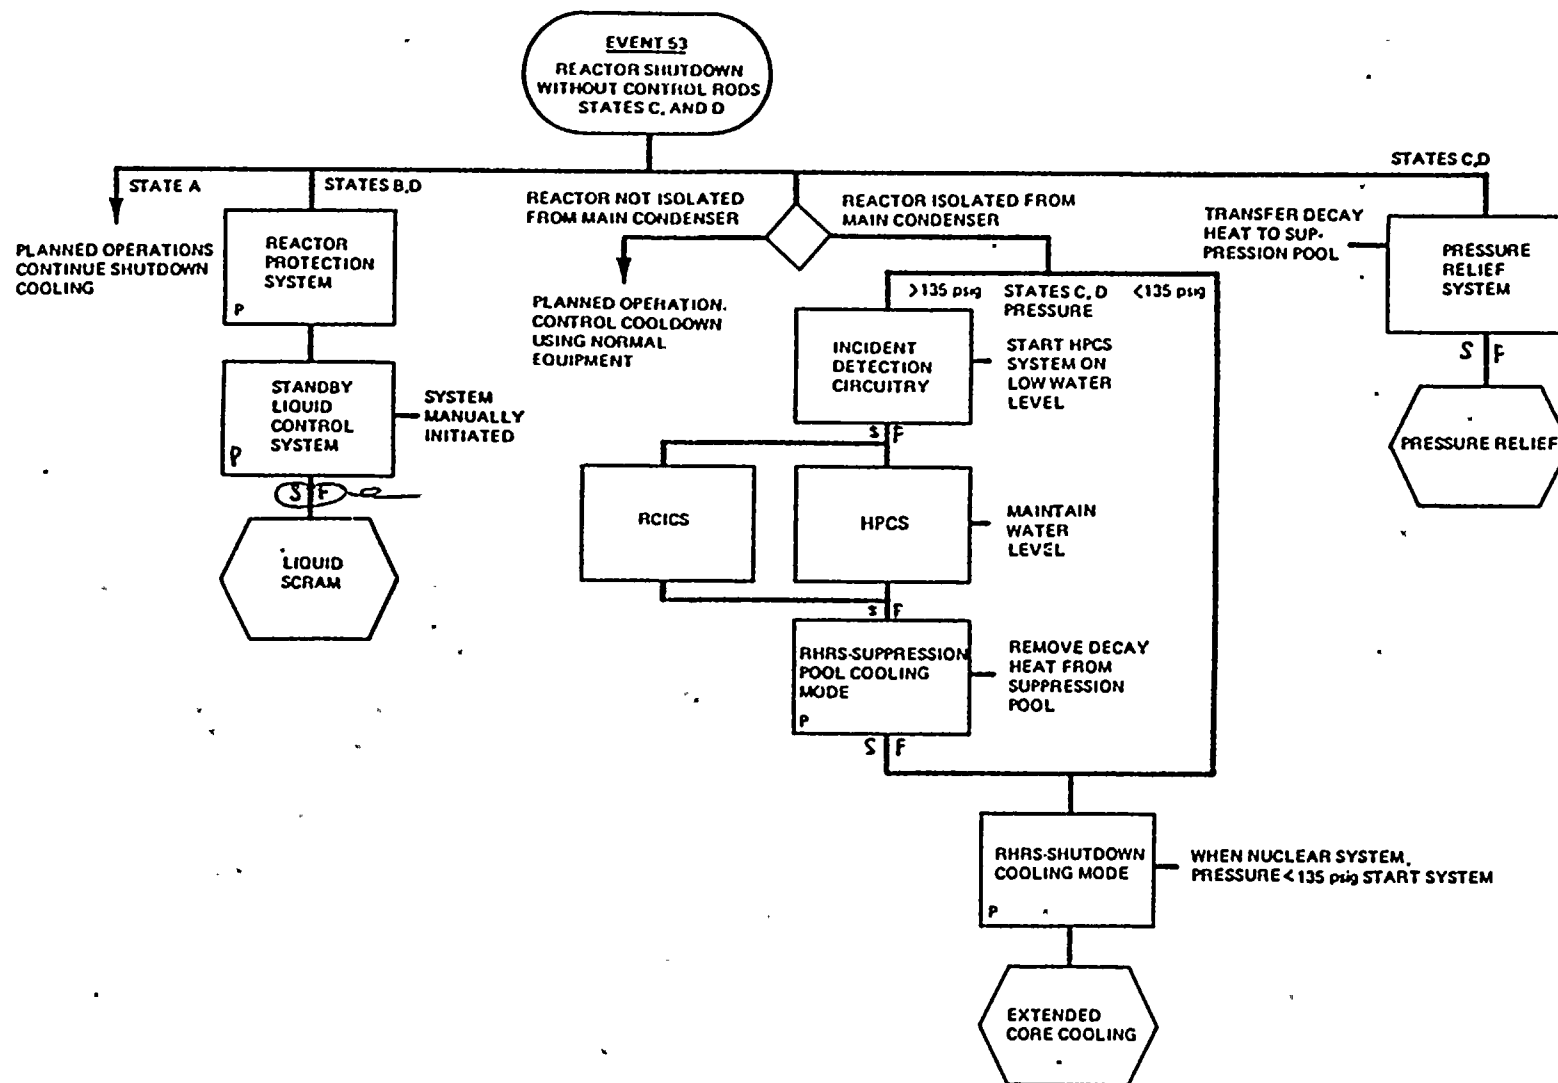 EVENT 53
REACTOR SHUTDOWN
WITHOUT CONTROL RODS
STATES C, AND D
STATE A
PLANNED OPERATIONS
CONTINUE SHUTDOWN
COOLING
STATES B,D
REACTOR
PROTECTION
SYSTEM
P
STANDBY
LIQUID
CONTROL
SYSTEM
P
SYSTEM
MANUALLY
INITIATED
S F
LIQUID
SCRAM
REACTOR NOT ISOLATED
FROM MAIN CONDENSER
PLANNED OPERATION.
CONTROL COOLDOWN
USING NORMAL
EQUIPMENT
REACTOR ISOLATED FROM
MAIN CONDENSER
>135 psig
STATES C, D
PRESSURE
<135 psig
INCIDENT
DETECTION
CIRCUITRY
START HPCS
SYSTEM ON
LOW WATER
LEVEL
S F
RCICS
HPCS
MAINTAIN
WATER
LEVEL
S F
RHRS-SUPPRESSION
POOL COOLING
MODE
P
REMOVE DECAY
HEAT FROM
SUPPRESSION
POOL
S F
RHRS-SHUTDOWN
COOLING MODE
P
WHEN NUCLEAR SYSTEM,
PRESSURE < 135 psig START SYSTEM
EXTENDED
CORE COOLING
STATES C,D
TRANSFER DECAY
HEAT TO SUP-
PRESSION POOL
PRESSURE
RELIEF
SYSTEM
S F
PRESSURE RELIEF